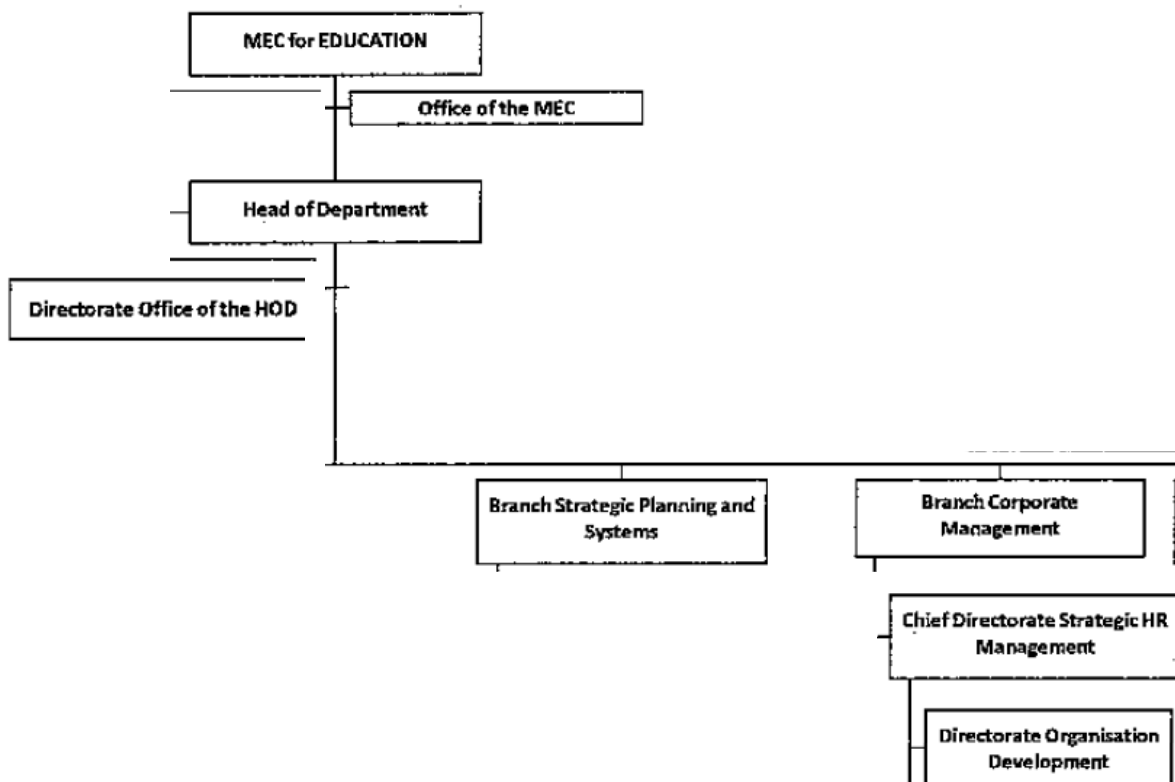 MEC for EDUCATION
Office of the MEC
Head of Department
Directorate Office of the HOD
Branch Strategic Planning and
Systems
Branch Corporate
Management
Chief Directorate Strategic HR
Management
Directorate Organisation
Development